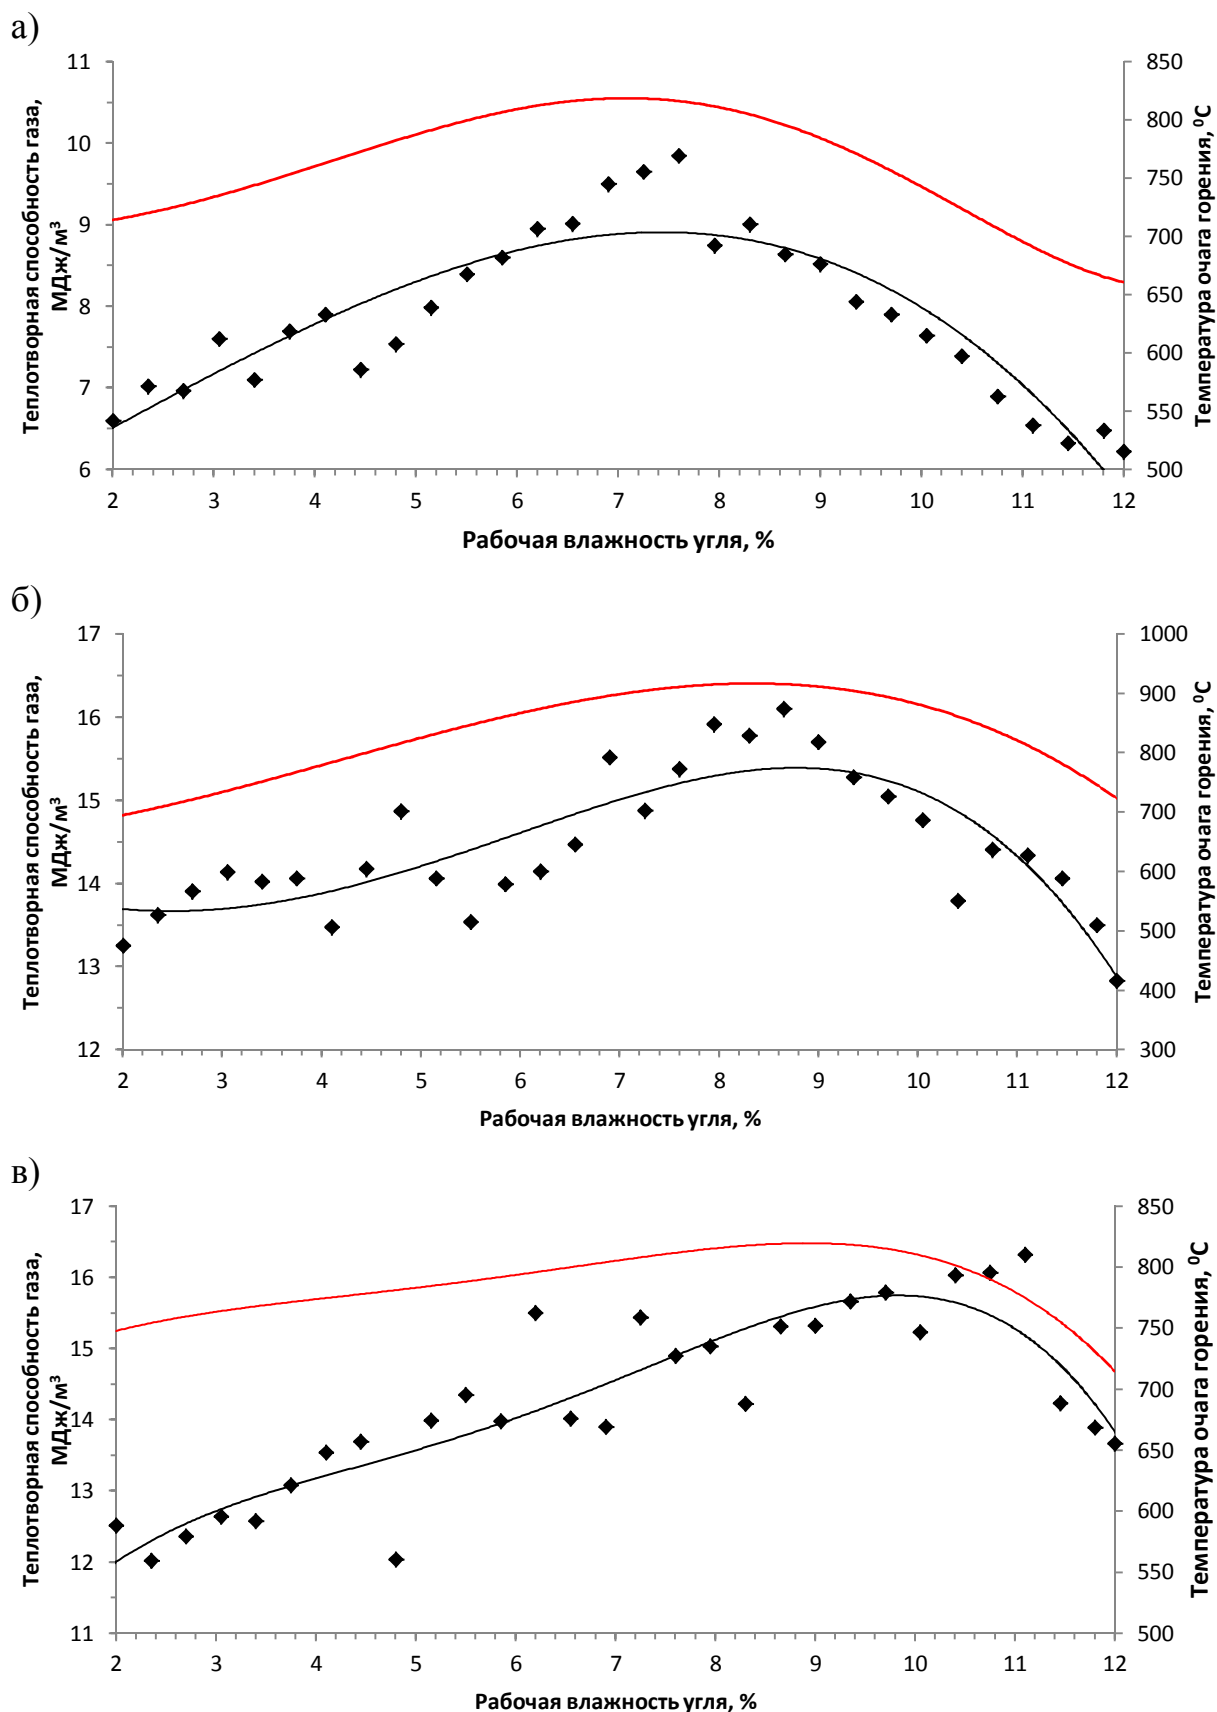 а)
Теплотворная способность газа,
МДж/м³
11
10
9
8
7
6
850
800
750
700
650
600
550
500
Температура очага горения, ⁰С
2 3 4 5 6 7 8 9 10 11 12
Рабочая влажность угля, %
б)
Теплотворная способность газа,
МДж/м³
17
16
15
14
13
12
1000
900
800
700
600
500
400
300
Температура очага горения, ⁰С
2 3 4 5 6 7 8 9 10 11 12
Рабочая влажность угля, %
в)
Теплотворная способность газа,
МДж/м³
17
16
15
14
13
12
11
850
800
750
700
650
600
550
500
Температура очага горения, ⁰С
2 3 4 5 6 7 8 9 10 11 12
Рабочая влажность угля, %